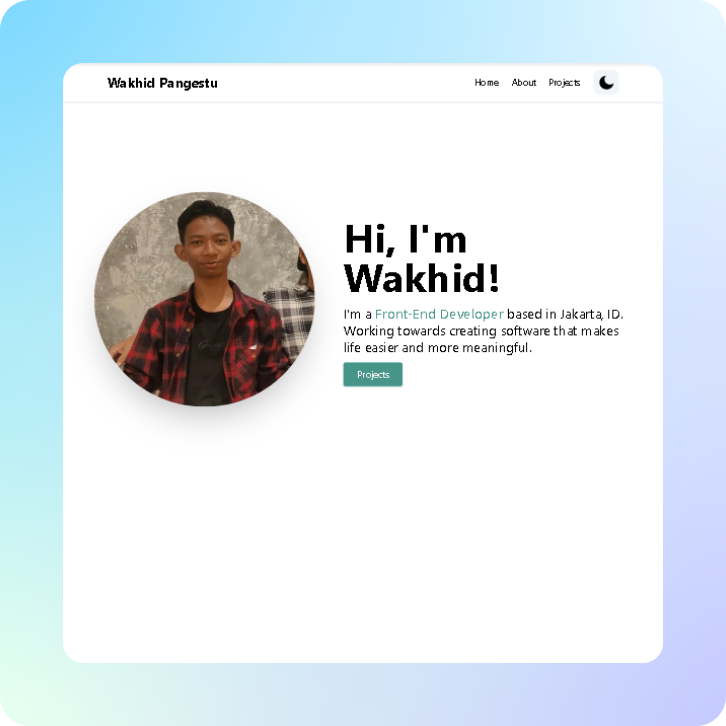 Wakhid Pangestu
Home About Projects
Hi, I'm
Wakhid!
I'm a Front-End Developer based in Jakarta, ID.
Working towards creating software that makes
life easier and more meaningful.
Projects